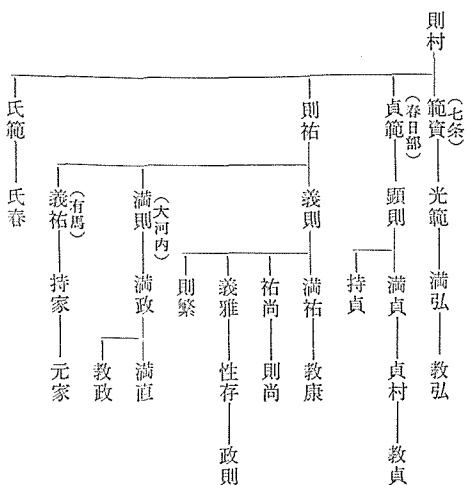 則村
(七条)
範資
光範
満弘
教弘
(春日部)
貞範
顕則
満貞
貞村
教貞
持貞
則祐
義則
満祐
教康
祐尚
則尚
義雅
性存
政則
則繁
(大河内)
満則
満政
満直
教政
(有馬)
義祐
持家
元家
氏範
氏春